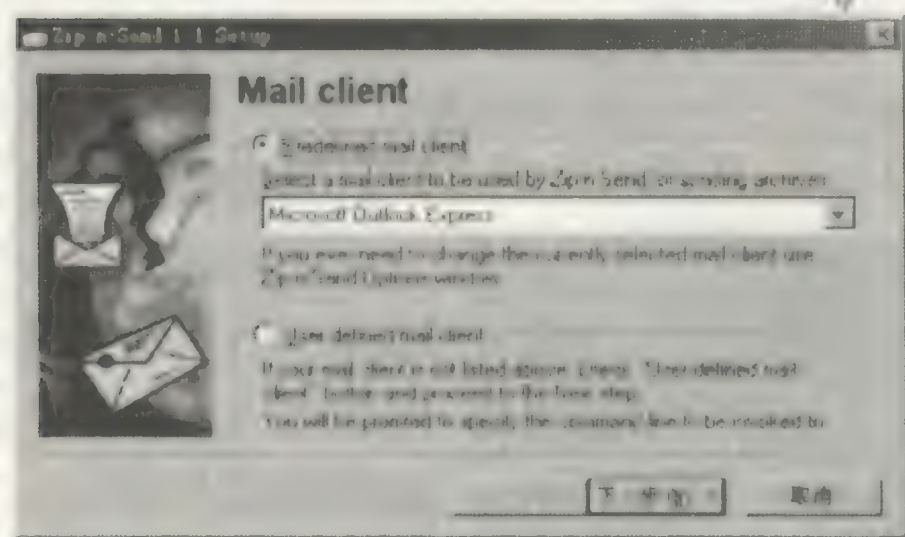 Zip-n-Send 1.1 Setup
Mail client
Predefined mail client
Select a mail client to be used by Zip-n-Send for sending archives
Microsoft Outlook Express
If you ever need to change the currently selected mail client use
Zip-n-Send Options
User defined mail client
If your mail client is not listed above, "User defined mail
client" button and proceed to the next step.
You will be prompted to specify the command line to be invoked to
下一步
取消